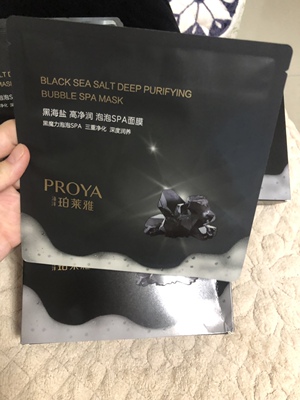 BLACK SEA SALT DEEP PURIFYING
BUBBLE SPA MASK
黑海盐 高净润 泡泡SPA面膜
黑魔力泡泡SPA 三重净化 深度润养
PROYA
珀莱雅